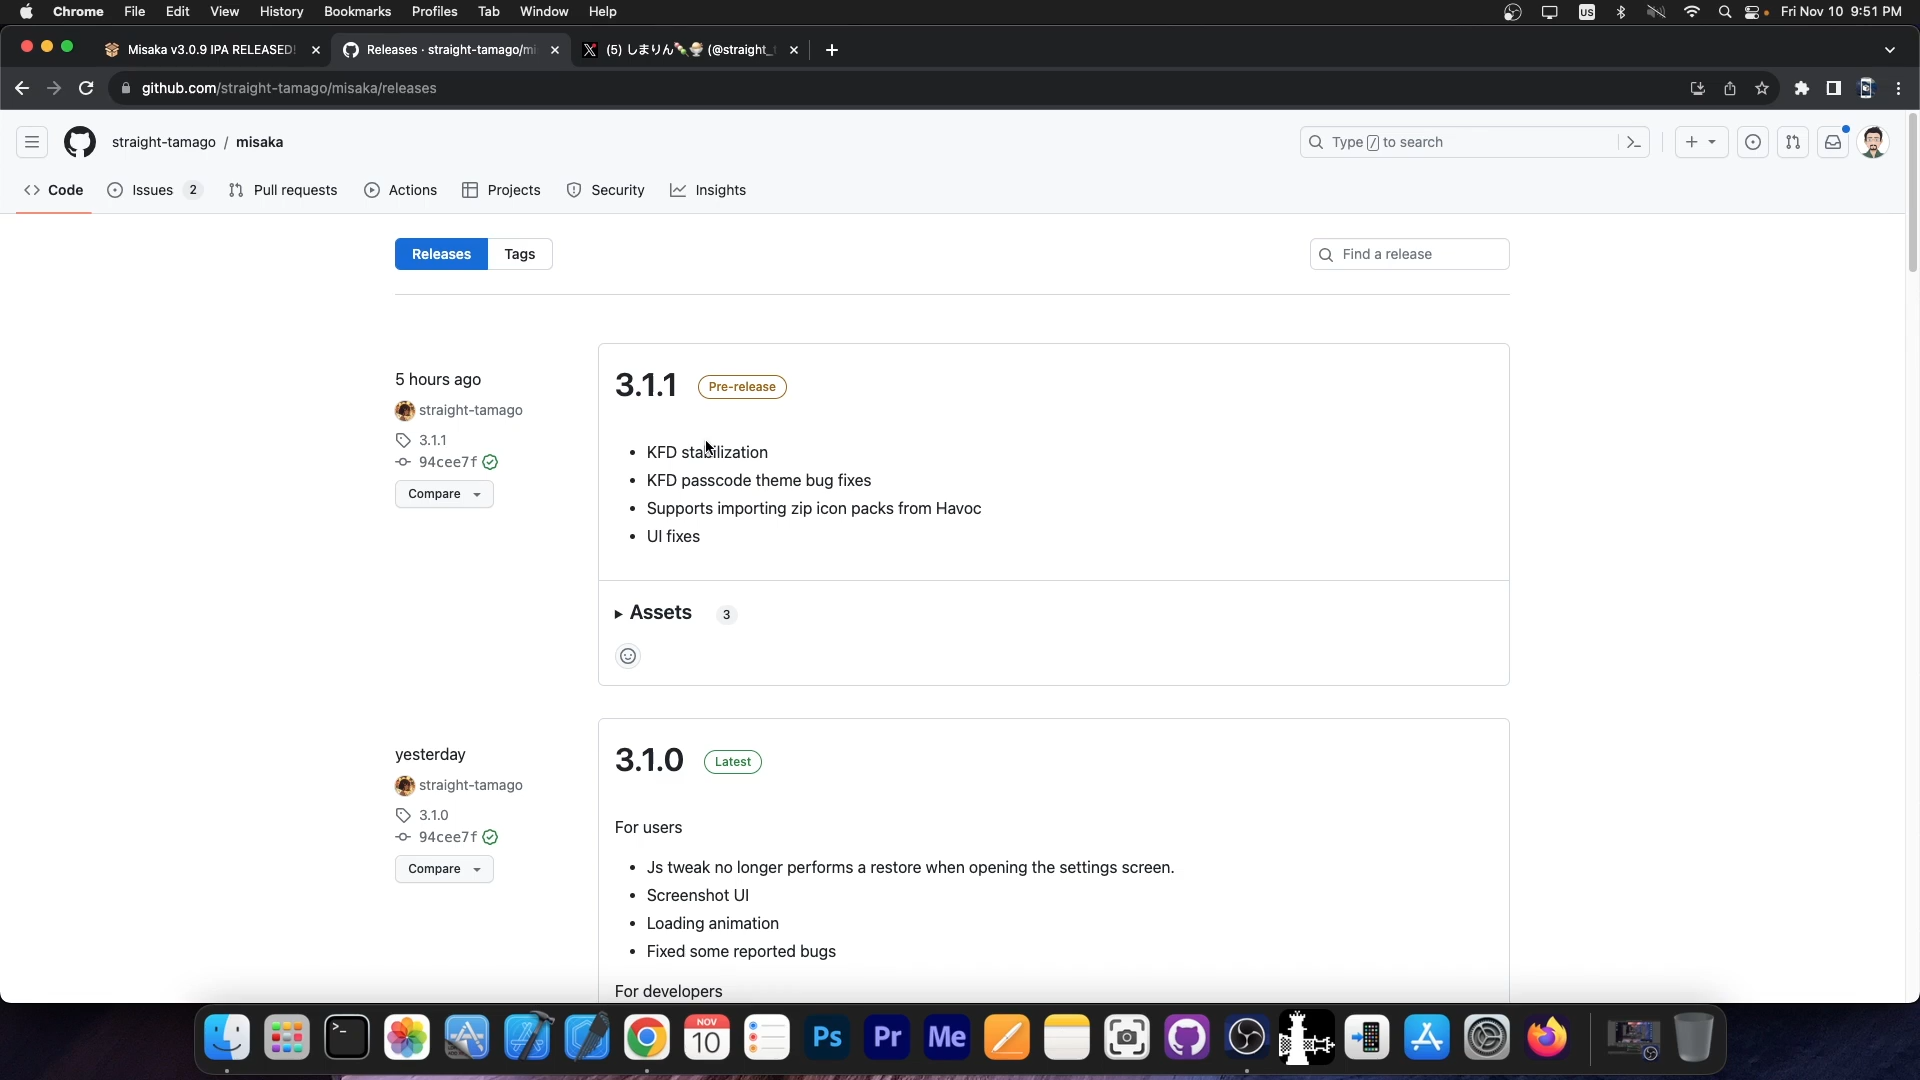 Chrome File Edit View History Bookmarks Profiles Tab Window Help US Fri Nov 10 9:51 PM
Misaka v3.0.9 IPA RELEASED! Releases · straight-tamago/mi (5) しまりん🍡🍨 (@straight_
github.com/straight-tamago/misaka/releases
straight-tamago / misaka Type / to search
Code Issues 2 Pull requests Actions Projects Security Insights
Releases Tags Find a release
5 hours ago
straight-tamago
3.1.1
94cee7f
Compare
3.1.1 Pre-release
• KFD stabilization
• KFD passcode theme bug fixes
• Supports importing zip icon packs from Havoc
• UI fixes
Assets 3
yesterday
straight-tamago
3.1.0
94cee7f
Compare
3.1.0 Latest
For users
• Js tweak no longer performs a restore when opening the settings screen.
• Screenshot UI
• Loading animation
• Fixed some reported bugs
For developers
NOV
10
Ps Pr Me